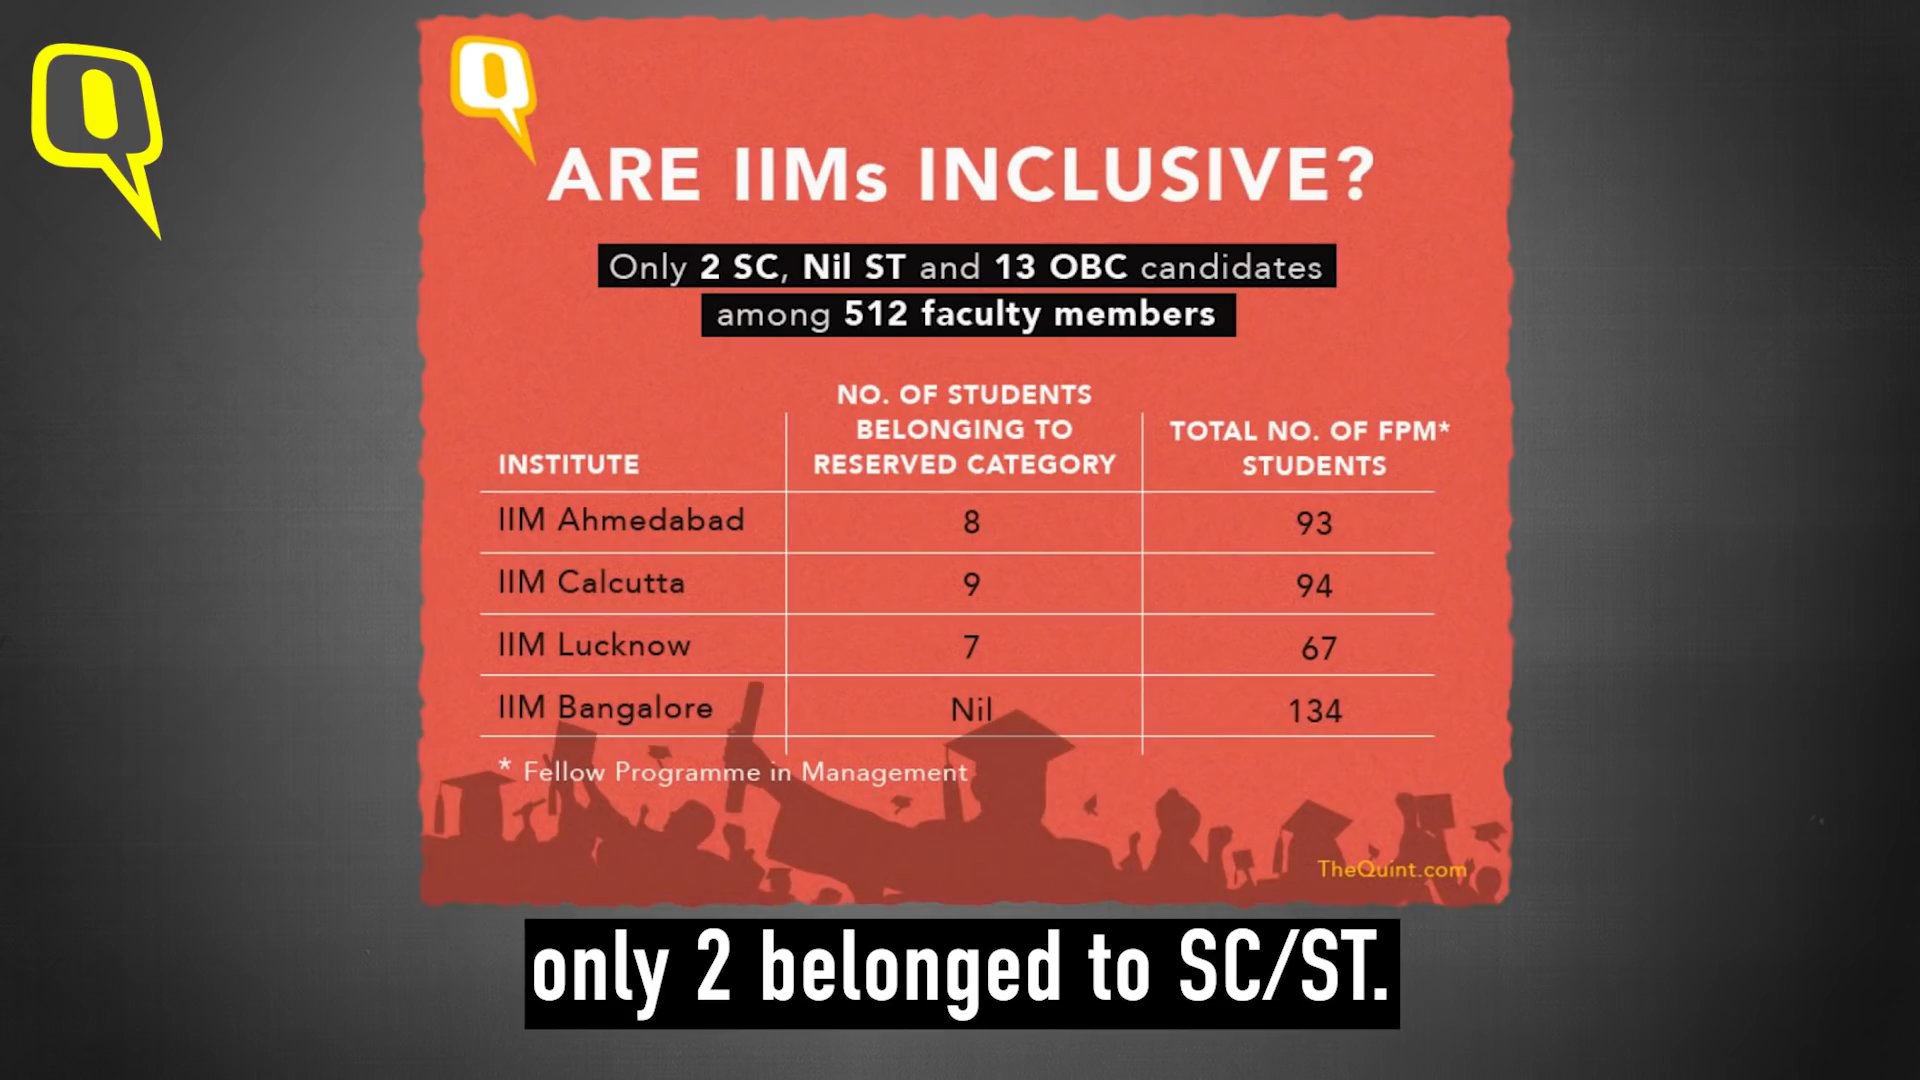 ARE IIMs INCLUSIVE?
Only 2 SC, Nil ST and 13 OBC candidates
among 512 faculty members
INSTITUTE
NO. OF STUDENTS
BELONGING TO
RESERVED CATEGORY
TOTAL NO. OF FPM*
STUDENTS
IIM Ahmedabad 8 93
IIM Calcutta 9 94
IIM Lucknow 7 67
IIM Bangalore Nil 134
* Fellow Programme in Management
TheQuint.com
only 2 belonged to SC/ST.